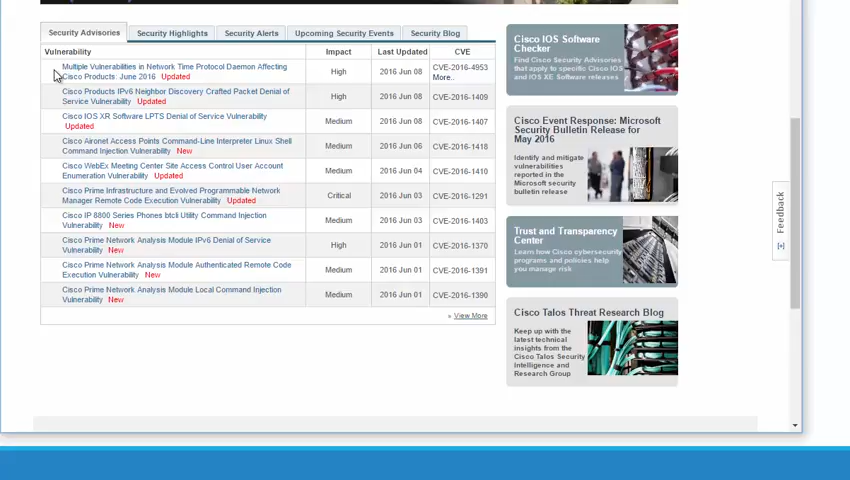 Security Advisories
Security Highlights
Security Alerts
Upcoming Security Events
Security Blog
Vulnerability
Impact
Last Updated
CVE
Multiple Vulnerabilities in Network Time Protocol Daemon Affecting
Cisco Products: June 2016 Updated
High
2016 Jun 08
CVE-2016-4953
More..
Cisco Products IPv6 Neighbor Discovery Crafted Packet Denial of
Service Vulnerability Updated
High
2016 Jun 08
CVE-2016-1409
Cisco IOS XR Software LPTS Denial of Service Vulnerability
Updated
Medium
2016 Jun 08
CVE-2016-1407
Cisco Aironet Access Points Command-Line Interpreter Linux Shell
Command Injection Vulnerability New
Medium
2016 Jun 06
CVE-2016-1418
Cisco WebEx Meeting Center Site Access Control User Account
Enumeration Vulnerability Updated
Medium
2016 Jun 04
CVE-2016-1410
Cisco Prime Infrastructure and Evolved Programmable Network
Manager Remote Code Execution Vulnerability Updated
Critical
2016 Jun 03
CVE-2016-1291
Cisco IP 8800 Series Phones btcli Utility Command Injection
Vulnerability New
Medium
2016 Jun 03
CVE-2016-1403
Cisco Prime Network Analysis Module IPv6 Denial of Service
Vulnerability New
High
2016 Jun 01
CVE-2016-1370
Cisco Prime Network Analysis Module Authenticated Remote Code
Execution Vulnerability New
Medium
2016 Jun 01
CVE-2016-1391
Cisco Prime Network Analysis Module Local Command Injection
Vulnerability New
Medium
2016 Jun 01
CVE-2016-1390
» View More
Cisco IOS Software
Checker
Find Cisco Security Advisories
that apply to specific Cisco IOS
and IOS XE Software releases
Cisco Event Response: Microsoft
Security Bulletin Release for
May 2016
Identify and mitigate
vulnerabilities
reported in the
Microsoft security
bulletin release
Trust and Transparency
Center
Learn how Cisco cybersecurity
programs and policies help
you manage risk
Cisco Talos Threat Research Blog
Keep up with the
latest technical
insights from the
Cisco Talos Security
Intelligence and
Research Group
Feedback
[+]